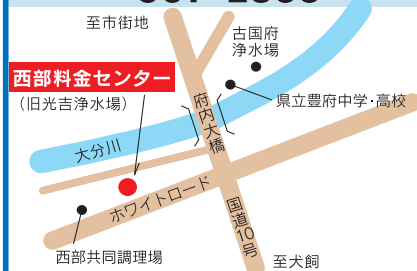 至市街地
古国府
浄水場
西部料金センター
(旧光吉浄水場)
県立豊府中学・高校
府内大橋
大分川
ホワイトロード
国道10号
西部共同調理場
至犬飼